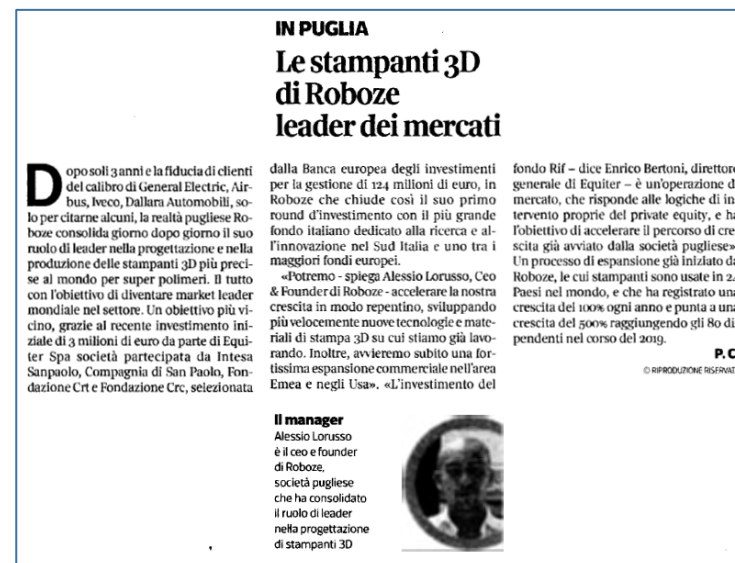 IN PUGLIA
Le stampanti 3D
di Roboze
leader dei mercati
Dopo soli 3 anni e la fiducia di clienti
del calibro di General Electric, Air-
bus, Iveco, Dallara Automobili, so-
lo per citarne alcuni, la realtà pugliese Ro-
boze consolida giorno dopo giorno il suo
ruolo di leader nella progettazione e nella
produzione delle stampanti 3D più preci-
se al mondo per super polimeri. Il tutto
con l'obiettivo di diventare market leader
mondiale nel settore. Un obiettivo più vi-
cino, grazie al recente investimento ini-
ziale di 3 milioni di euro da parte di Equi-
ter Spa società partecipata da Intesa
Sanpaolo, Compagnia di San Paolo, Fon-
dazione Crt e Fondazione Crc, selezionata
dalla Banca europea degli investimenti
per la gestione di 124 milioni di euro, in
Roboze che chiude così il suo primo
round d'investimento con il più grande
fondo italiano dedicato alla ricerca e al-
l'innovazione nel Sud Italia e uno tra i
maggiori fondi europei.
«Potremo - spiega Alessio Lorusso, Ceo
& Founder di Roboze - accelerare la nostra
crescita in modo repentino, sviluppando
più velocemente nuove tecnologie e mate-
riali di stampa 3D su cui stiamo già lavo-
rando. Inoltre, avvieremo subito una for-
tissima espansione commerciale nell'area
Emea e negli Usa». «L'investimento del
fondo Rif – dice Enrico Bertoni, direttore
generale di Equiter – è un'operazione d
mercato, che risponde alle logiche di in
tervento proprie del private equity, e ha
l'obiettivo di accelerare il percorso di cre
scita già avviato dalla società pugliese»
Un processo di espansione già iniziato da
Roboze, le cui stampanti sono usate in 2
Paesi nel mondo, e che ha registrato una
crescita del 100% ogni anno e punta a una
crescita del 500% raggiungendo gli 80 di
pendenti nel corso del 2019.
P. C
© RIPRODUZIONE RISERVAT
Il manager
Alessio Lorusso
è il ceo e founder
di Roboze,
società pugliese
che ha consolidato
il ruolo di leader
nella progettazione
di stampanti 3D